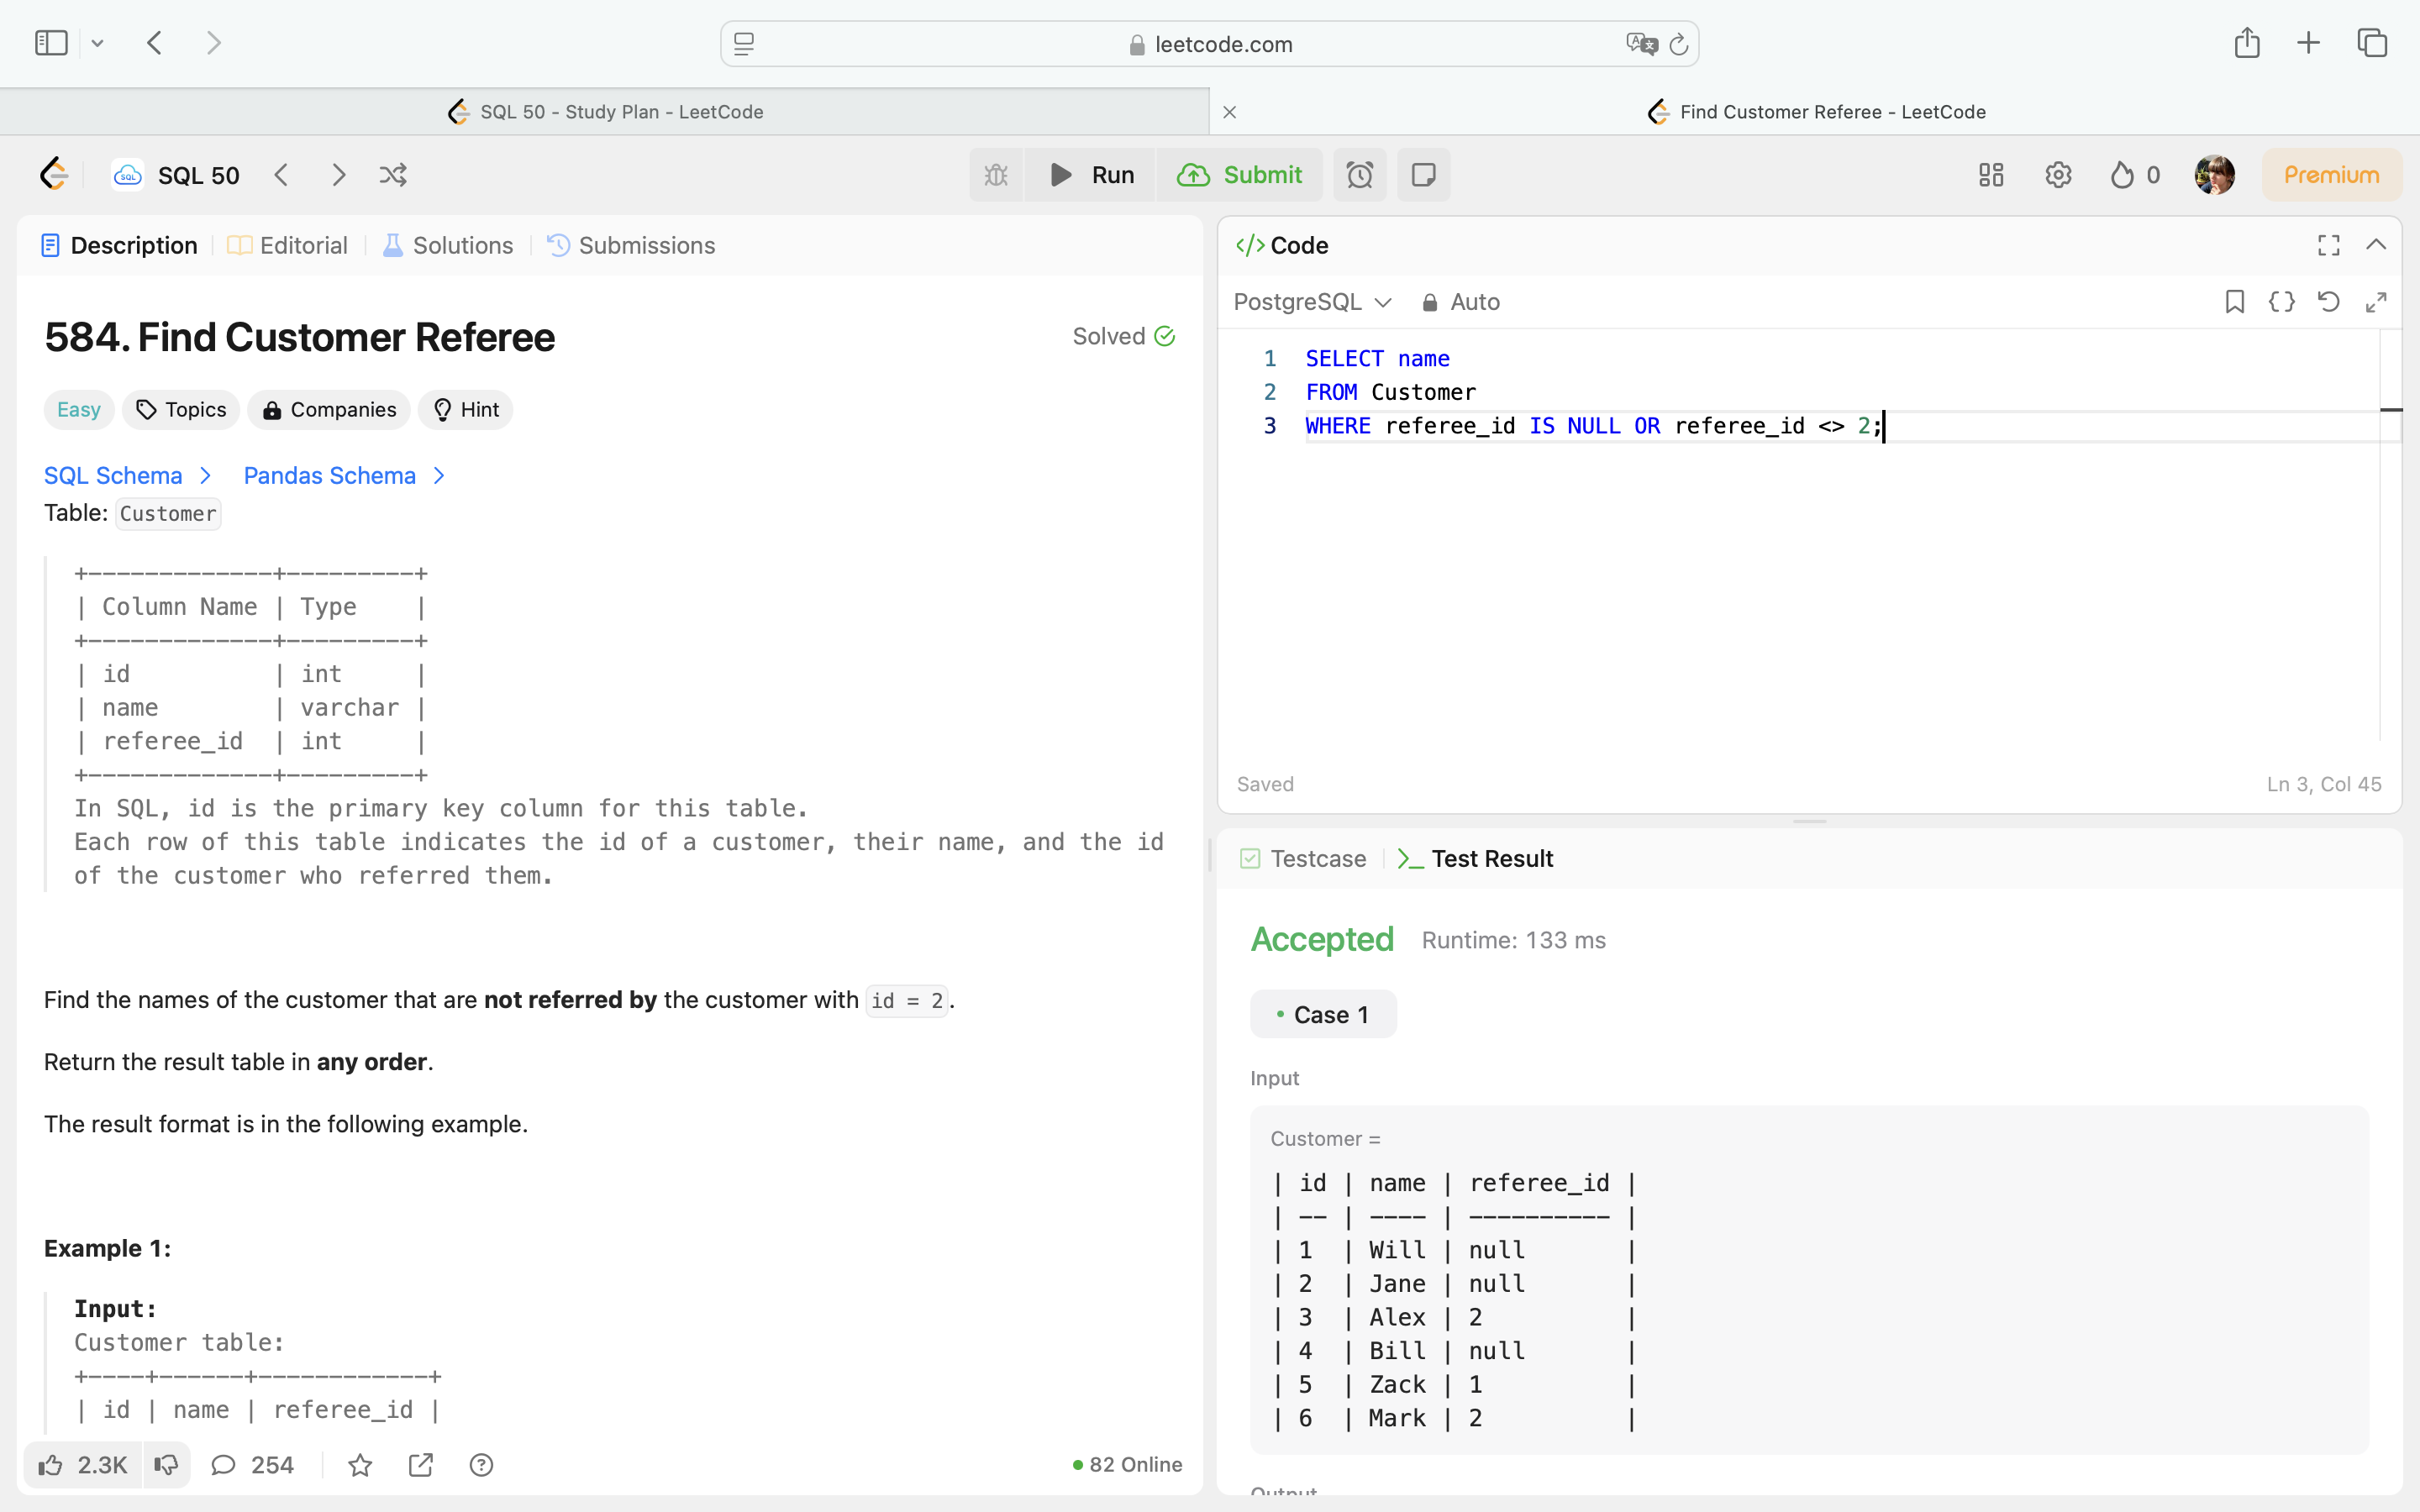 leetcode.com
SQL 50 - Study Plan - LeetCode
Find Customer Referee - LeetCode
SQL 50
Run
Submit
0
Premium
Description
Editorial
Solutions
Submissions
584. Find Customer Referee
Solved
Easy
Topics
Companies
Hint
SQL Schema
Pandas Schema
Table: Customer
+-------------+---------+
| Column Name | Type    |
+-------------+---------+
| id          | int     |
| name        | varchar |
| referee_id  | int     |
+-------------+---------+
In SQL, id is the primary key column for this table.
Each row of this table indicates the id of a customer, their name, and the id
of the customer who referred them.
Find the names of the customer that are not referred by the customer with id = 2.
Return the result table in any order.
The result format is in the following example.
Example 1:
Input:
Customer table:
+----+------+------------+
| id | name | referee_id |
2.3K
254
82 Online
</> Code
PostgreSQL
Auto
1 SELECT name
2 FROM Customer
3 WHERE referee_id IS NULL OR referee_id <> 2;
Saved
Ln 3, Col 45
Testcase
>_ Test Result
Accepted
Runtime: 133 ms
• Case 1
Input
Customer =
| id | name | referee_id |
| -- | ---- | ---------- |
| 1  | Will | null       |
| 2  | Jane | null       |
| 3  | Alex | 2          |
| 4  | Bill | null       |
| 5  | Zack | 1          |
| 6  | Mark | 2          |
Output